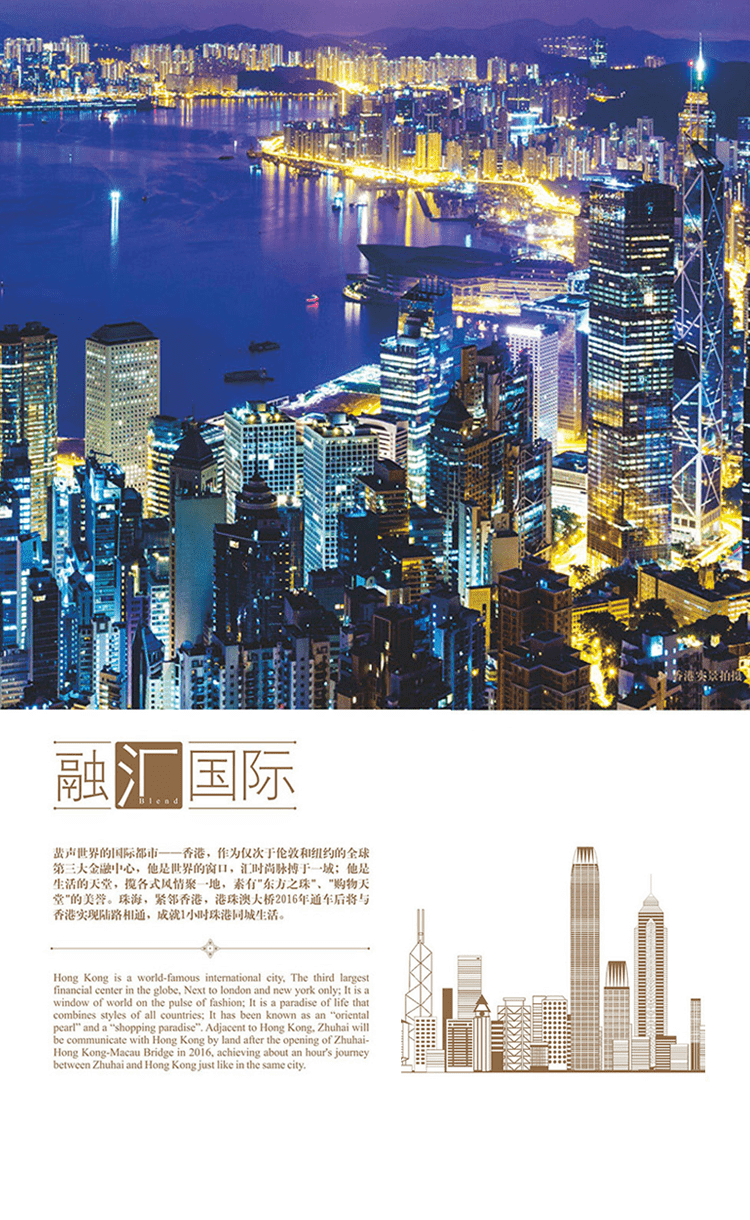 香港实景拍摄
融汇国际
Blend
蜚声世界的国际都市——香港，作为仅次于伦敦和纽约的全球
第三大金融中心，他是世界的窗口，汇时尚脉搏于一域；他是
生活的天堂，揽各式风情聚一地，素有"东方之珠"、"购物天
堂"的美誉。珠海，紧邻香港，港珠澳大桥2016年通车后将与
香港实现陆路相通，成就1小时珠港同城生活。
Hong Kong is a world-famous international city, The third largest
financial center in the globe, Next to london and new york only; It is a
window of world on the pulse of fashion; It is a paradise of life that
combines styles of all countries; It has been known as an “oriental
pearl” and a “shopping paradise”. Adjacent to Hong Kong, Zhuhai will
be communicate with Hong Kong by land after the opening of Zhuhai-
Hong Kong-Macau Bridge in 2016, achieving about an hour's journey
between Zhuhai and Hong Kong just like in the same city.